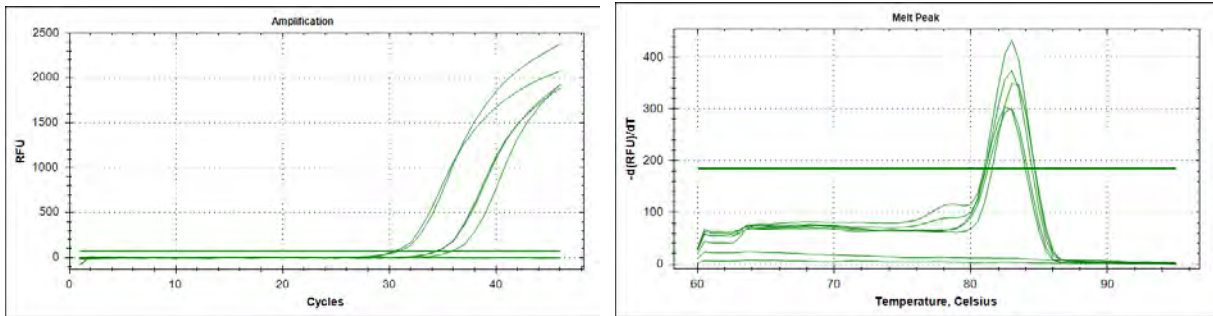 Amplification
2500
2000
1500
1000
500
0
RFU
0 10 20 30 40
Cycles
Melt Peak
400
300
200
100
0
-d(RFU)/dT
60 70 80 90
Temperature, Celsius